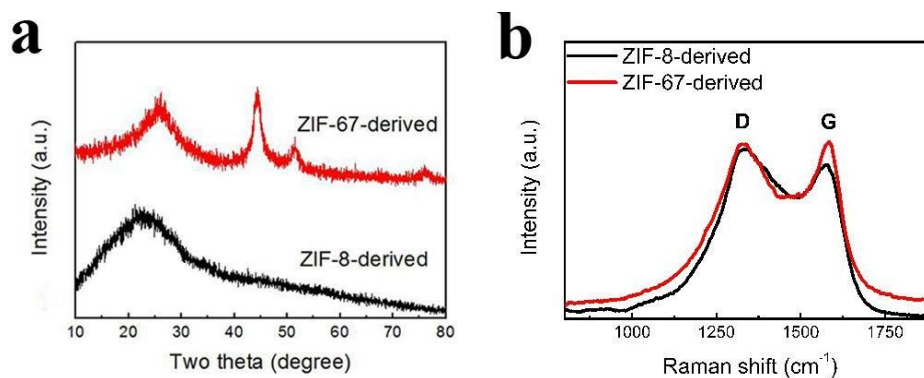 a
Intensity (a.u.)
ZIF-67-derived
ZIF-8-derived
10 20 30 40 50 60 70 80
Two theta (degree)
b
Intensity (a.u.)
ZIF-8-derived
ZIF-67-derived
D G
1000 1250 1500 1750
Raman shift (cm⁻¹)